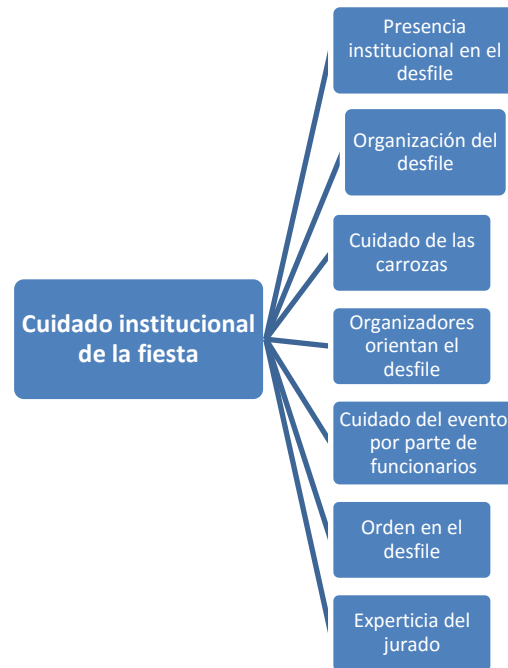 Presencia
institucional en el
desfile
Organización del
desfile
Cuidado de las
carrozas
Cuidado institucional
de la fiesta
Organizadores
orientan el
desfile
Cuidado del evento
por parte de
funcionarios
Orden en el
desfile
Experticia del
jurado